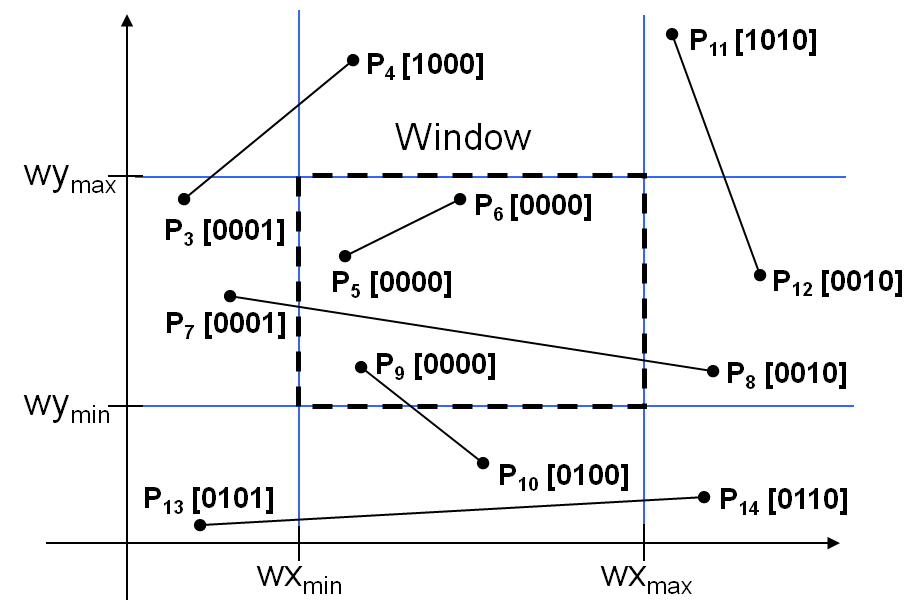 P11 [1010]
P4 [1000]
Window
wymax
P6 [0000]
P3 [0001]
P5 [0000]
P12 [0010]
P7 [0001]
P9 [0000]
P8 [0010]
wymin
P10 [0100]
P13 [0101]
P14 [0110]
wxmin
wxmax